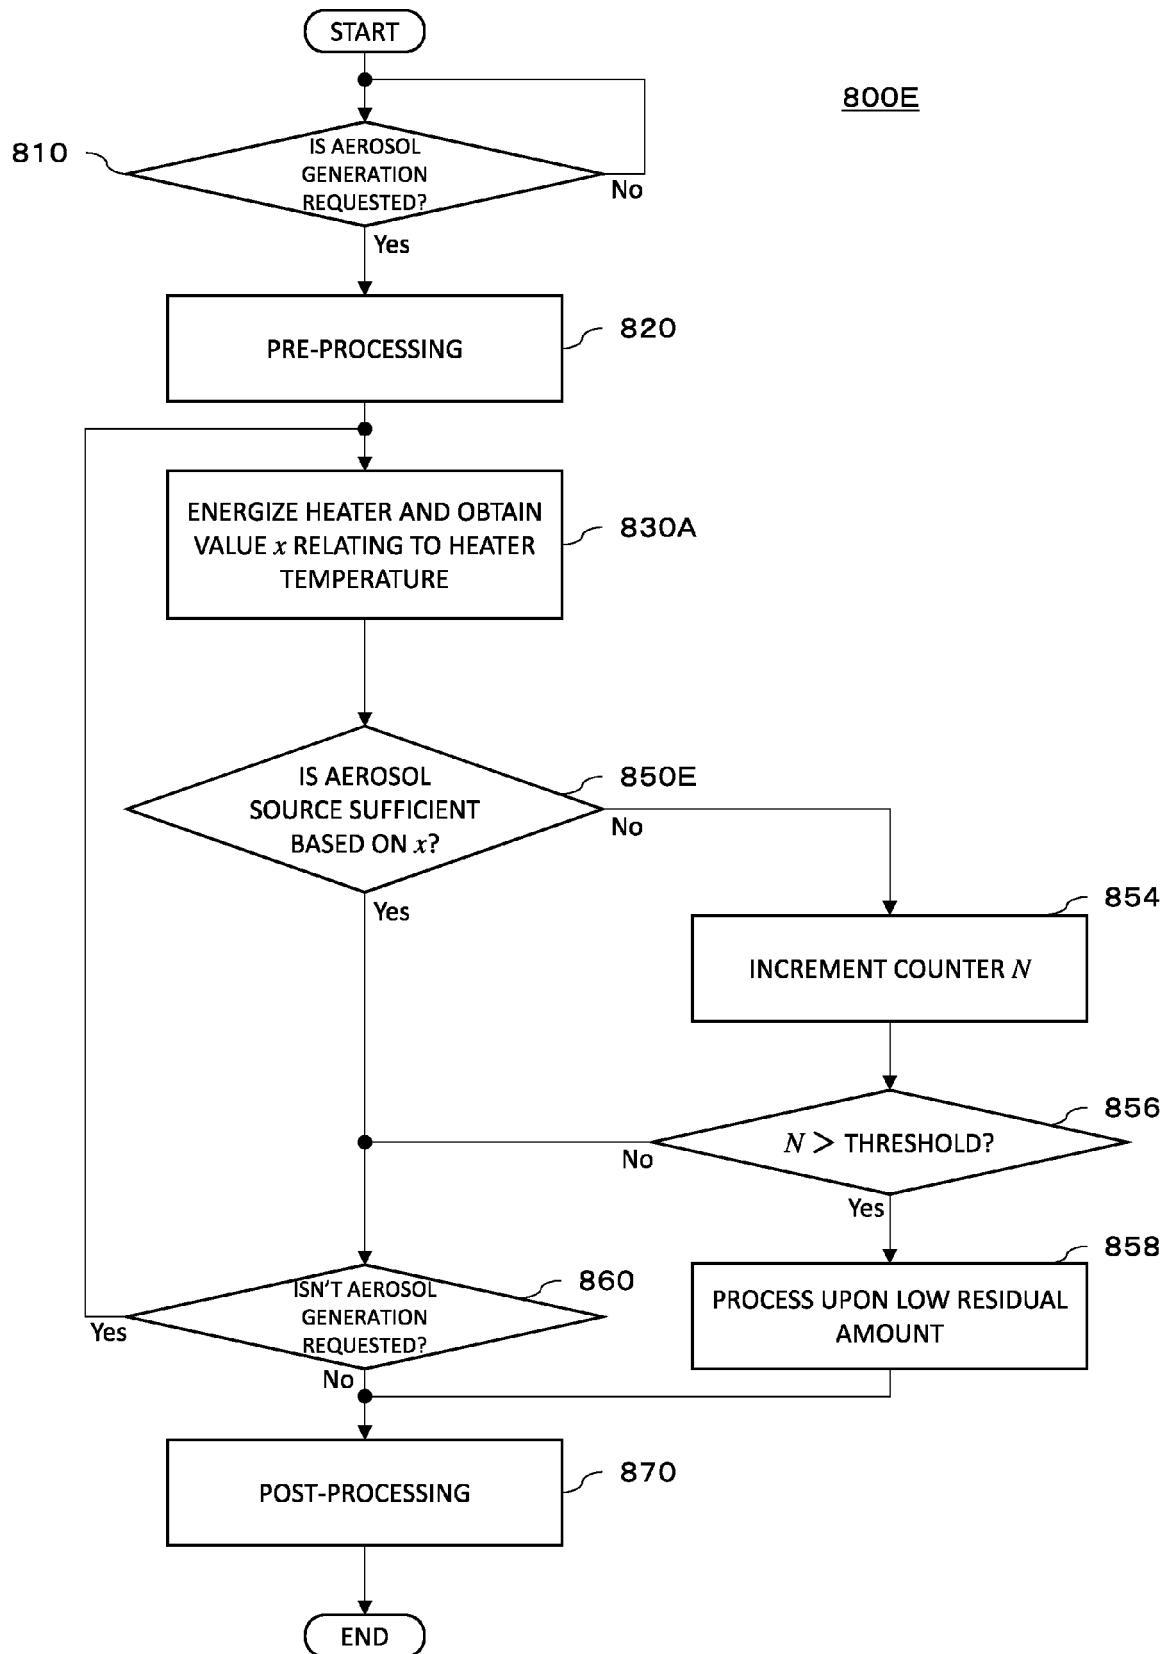 START
800E
810
IS AEROSOL
GENERATION
REQUESTED?
No
Yes
820
PRE-PROCESSING
ENERGIZE HEATER AND OBTAIN
VALUE x RELATING TO HEATER
TEMPERATURE
830A
IS AEROSOL
SOURCE SUFFICIENT
BASED ON x?
850E
No
Yes
854
INCREMENT COUNTER N
856
N > THRESHOLD?
No
Yes
858
PROCESS UPON LOW RESIDUAL
AMOUNT
ISN'T AEROSOL
GENERATION
REQUESTED?
860
Yes
No
870
POST-PROCESSING
END